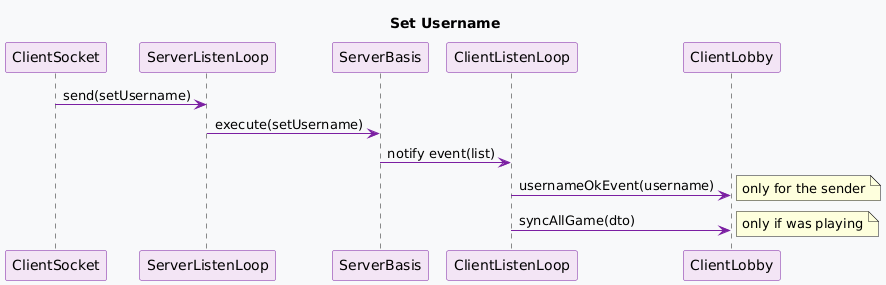 Set Username
ClientSocket
ServerListenLoop
ServerBasis
ClientListenLoop
ClientLobby
send(setUsername)
execute(setUsername)
notify event(list)
usernameOkEvent(username)
only for the sender
syncAllGame(dto)
only if was playing
ClientSocket
ServerListenLoop
ServerBasis
ClientListenLoop
ClientLobby